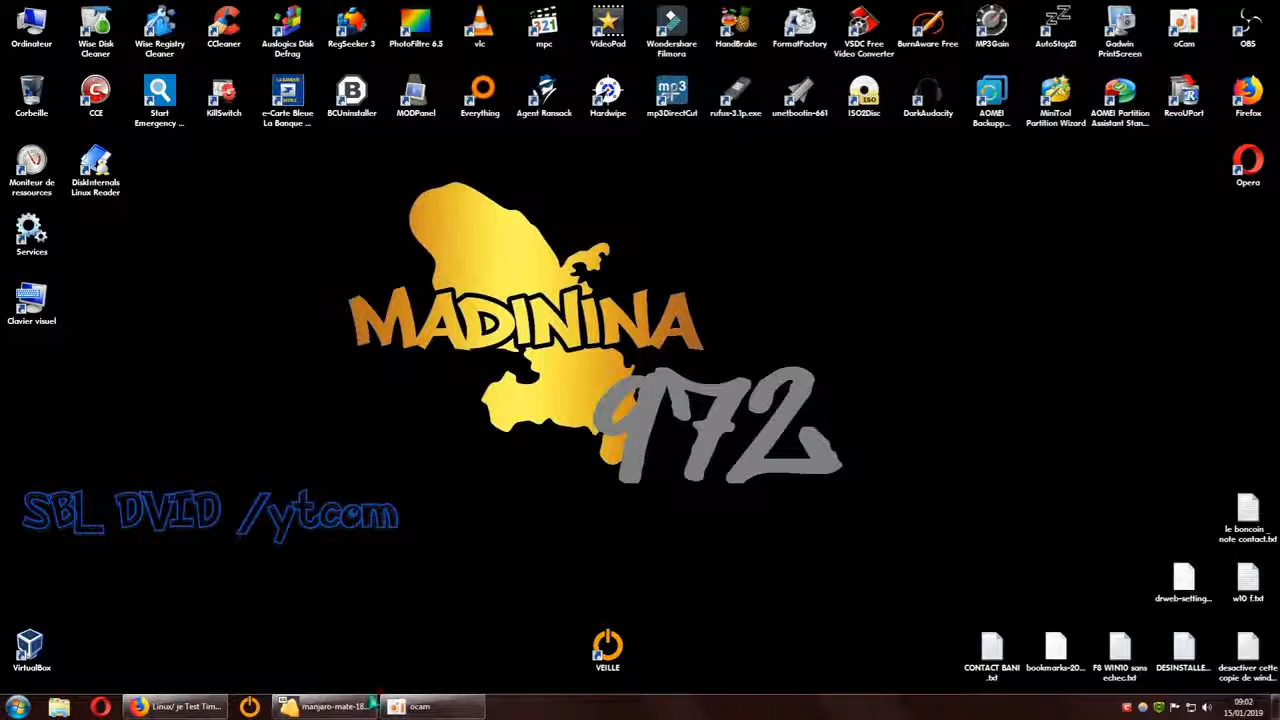 Ordinateur
Wise Disk
Cleaner
Wise Registry
Cleaner
CCleaner
Auslogics Disk
Defrag
RegSeeker 3
PhotoFiltre 6.5
vlc
mpc
VideoPad
Wondershare
Filmora
HandBrake
FormatFactory
VSDC Free
Video Converter
BurnAware Free
MP3Gain
AutoStop21
Gadwin
PrintScreen
oCam
OBS
Corbeille
CCE
Start
Emergency ...
KillSwitch
e-Carte Bleue
La Banque ...
BCUninstaller
MODPanel
Everything
Agent Ransack
Hardwipe
mp3DirectCut
rufus-3.1p.exe
unetbootin-661
ISO2Disc
DarkAudacity
AOMEI
Backupp...
MiniTool
Partition Wizard
AOMEI Partition
Assistant Stan...
RevoUPort
Firefox
Moniteur de
ressources
DiskInternals
Linux Reader
Opera
Services
Clavier visuel
MADININA
972
SBL DVID /ytcom
le boncoin _
note contact.txt
drweb-setting...
w10 f.txt
VirtualBox
VEILLE
CONTACT BANI
.txt
bookmarks-20...
F8 WIN10 sans
echec.txt
DESINSTALLE...
desactiver cette
copie de wind...
Linux/ je Test Tim...
manjaro-mate-18...
ocam
09:02
15/01/2019